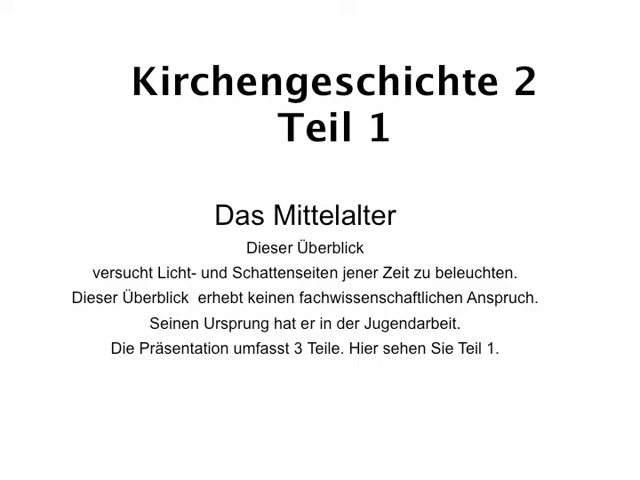 Kirchengeschichte 2
Teil 1
Das Mittelalter
Dieser Überblick
versucht Licht- und Schattenseiten jener Zeit zu beleuchten.
Dieser Überblick erhebt keinen fachwissenschaftlichen Anspruch.
Seinen Ursprung hat er in der Jugendarbeit.
Die Präsentation umfasst 3 Teile. Hier sehen Sie Teil 1.